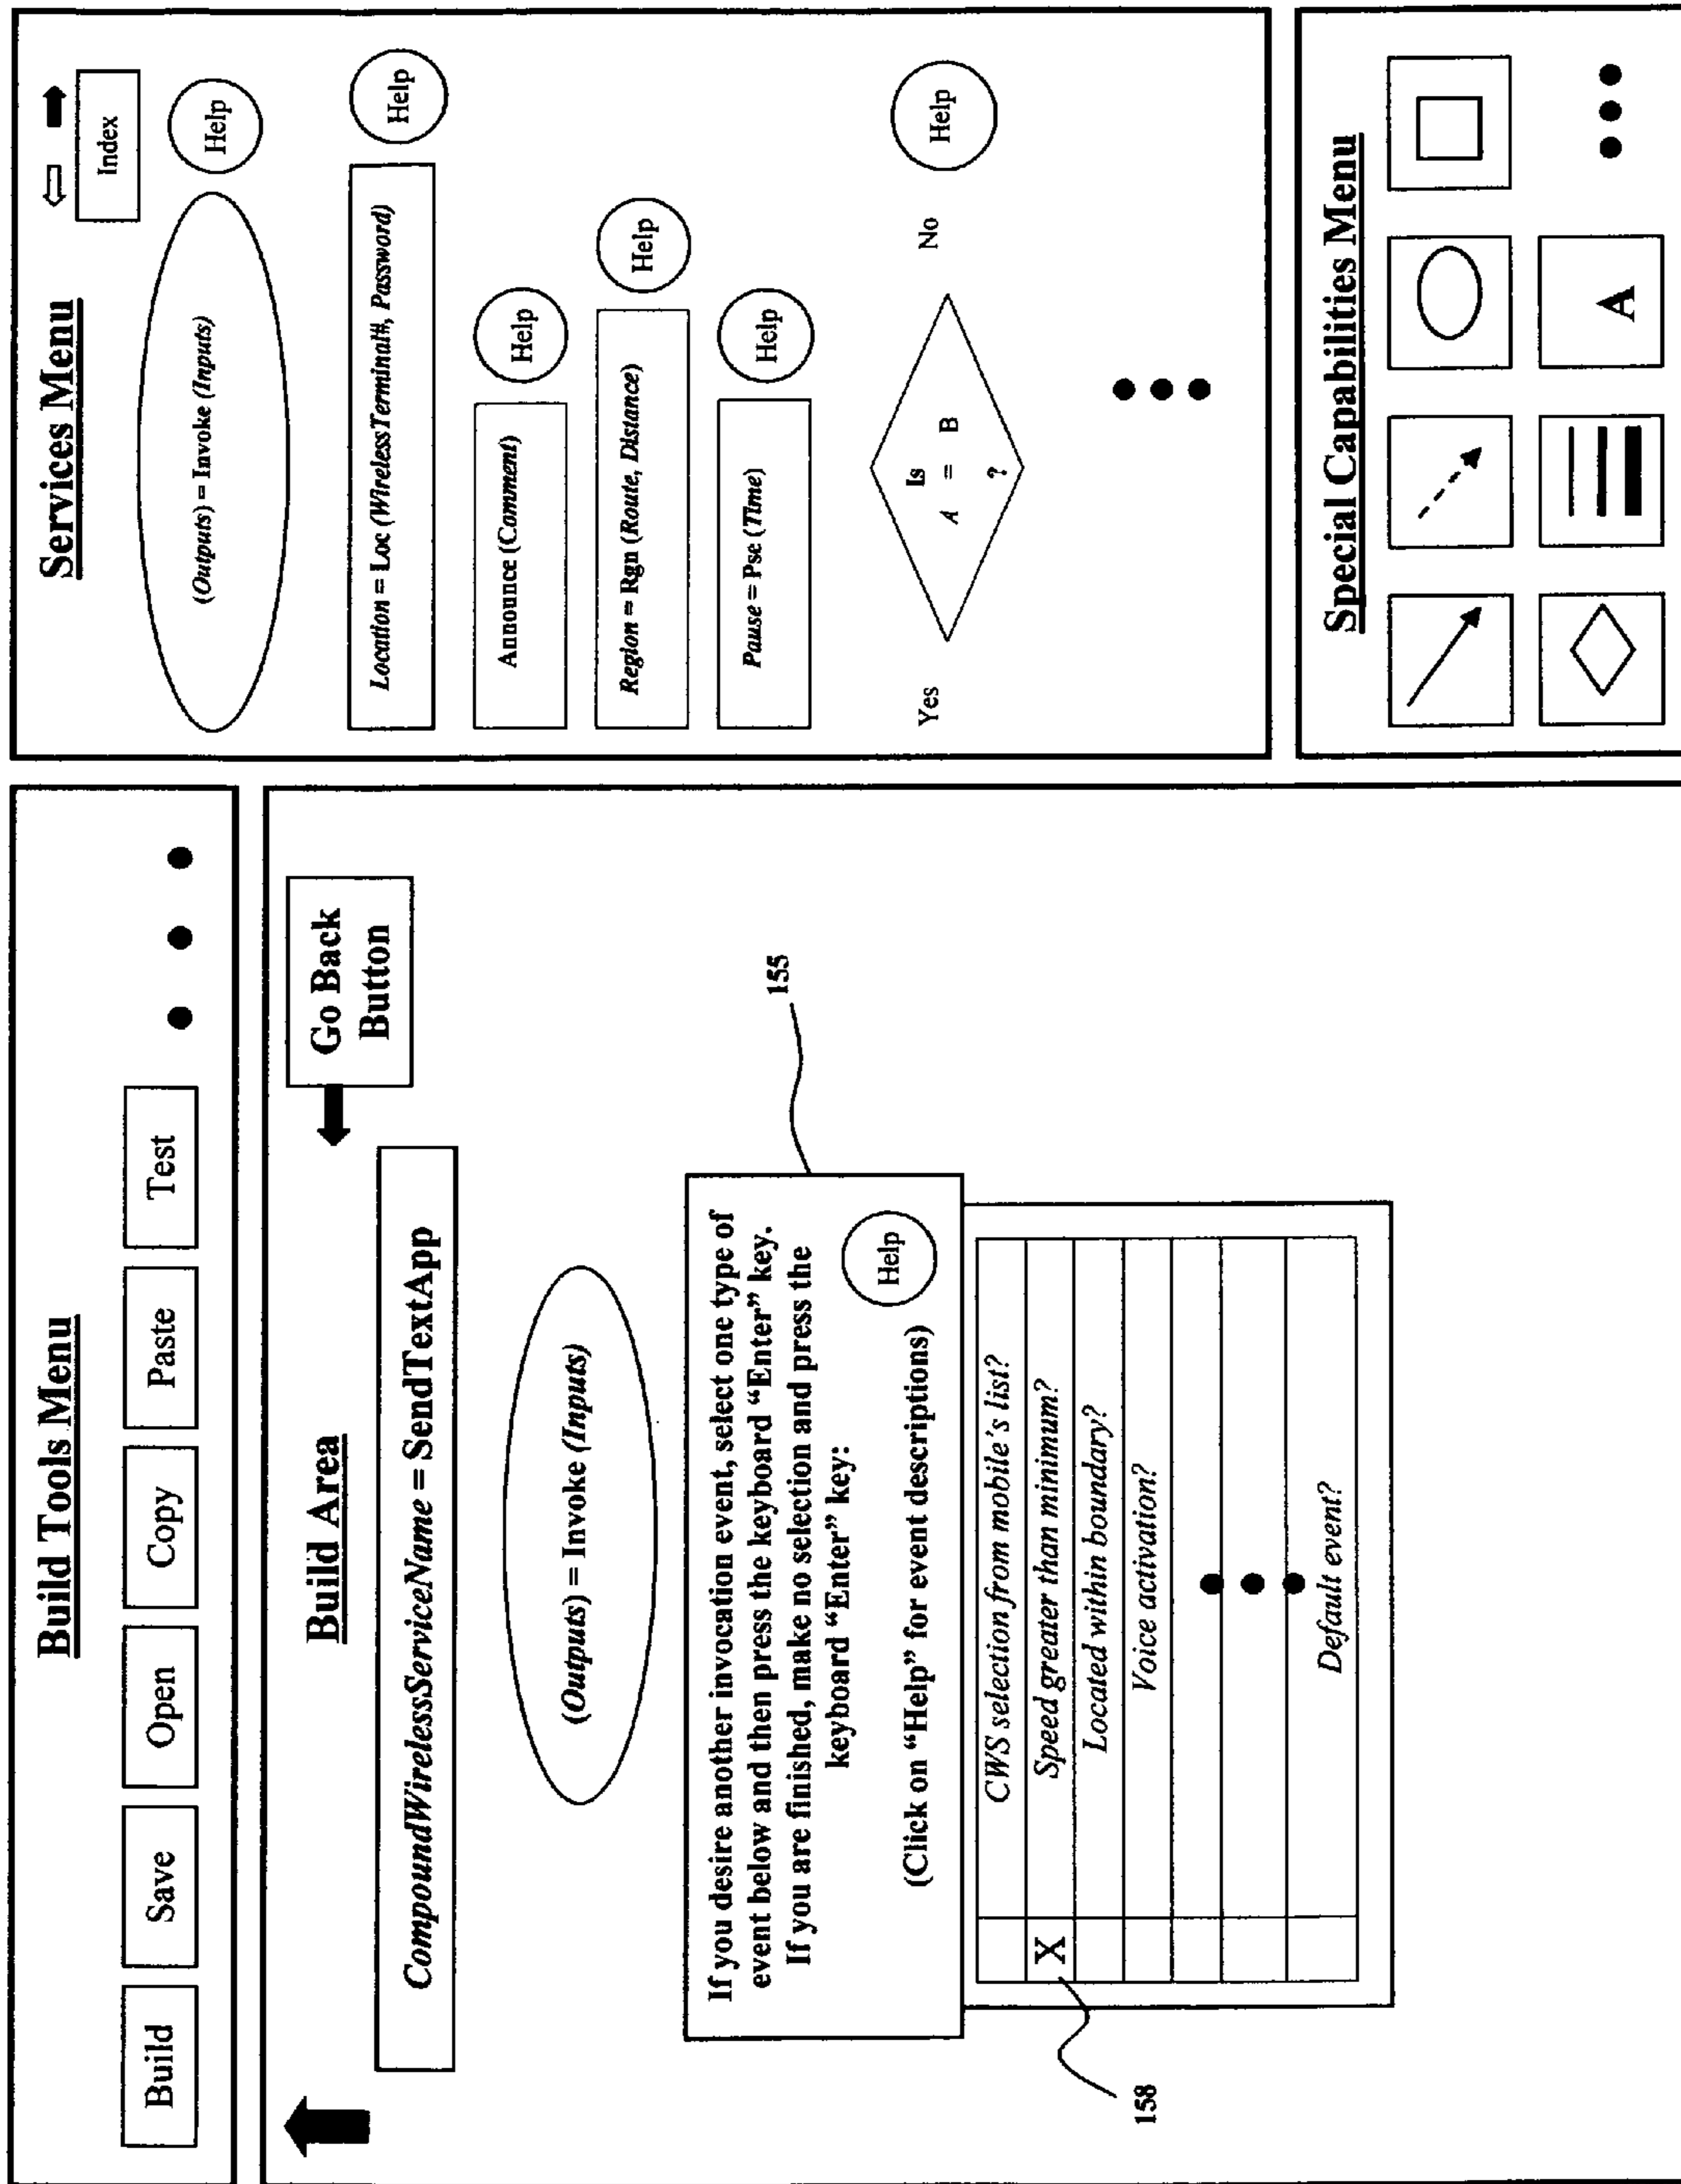 Build Tools Menu
Build
Save
Open
Copy
Paste
Test
Build Area
Go Back
Button
CompoundWirelessServiceName = SendTextApp
(Outputs) = Invoke (Inputs)
If you desire another invocation event, select one type of
event below and then press the keyboard “Enter” key.
If you are finished, make no selection and press the
keyboard “Enter” key:
(Click on “Help” for event descriptions)
Help
155
CWS selection from mobile's list?
X
Speed greater than minimum?
Located within boundary?
Voice activation?
Default event?
158
Services Menu
Index
(Outputs) = Invoke (Inputs)
Help
Location = Loc (WirelessTerminal#, Password)
Help
Announce (Comment)
Help
Region = Rgn (Route, Distance)
Help
Pause = Pse (Time)
Help
Yes
Is
A = B
?
No
Help
Special Capabilities Menu
A